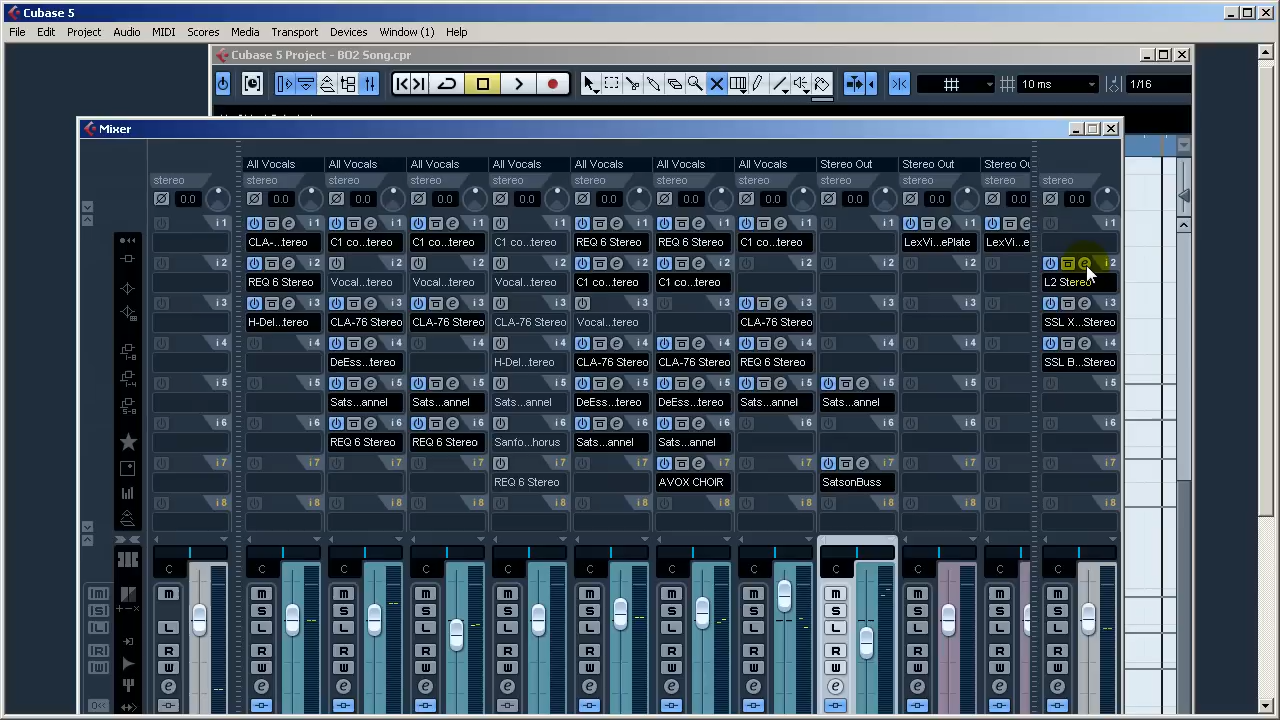 Cubase 5
File Edit Project Audio MIDI Scores Media Transport Devices Window (1) Help
Cubase 5 Project - BO2 Song.cpr
10 ms 1/16
Mixer
All Vocals All Vocals All Vocals All Vocals All Vocals All Vocals All Vocals Stereo Out Stereo Out Stereo Ou
stereo stereo stereo stereo stereo stereo stereo stereo stereo stereo stereo stereo
0.0 0.0 0.0 0.0 0.0 0.0 0.0 0.0 0.0 0.0 0.0 0.0
i1 i1 i1 i1 i1 i1 i1 i1 i1 i1 i1 i1
CLA-...tereo C1 co...tereo C1 co...tereo C1 co...tereo REQ 6 Stereo REQ 6 Stereo C1 co...tereo LexVi...ePlate LexVi...e
i2 i2 i2 i2 i2 i2 i2 i2 i2 i2 i2 i2
REQ 6 Stereo Vocal...tereo Vocal...tereo Vocal...tereo C1 co...tereo C1 co...tereo L2 Stereo
i3 i3 i3 i3 i3 i3 i3 i3 i3 i3 i3 i3
H-Del...tereo CLA-76 Stereo CLA-76 Stereo CLA-76 Stereo Vocal...tereo CLA-76 Stereo SSL X...Stereo
i4 i4 i4 i4 i4 i4 i4 i4 i4 i4 i4 i4
DeEss...tereo H-Del...tereo CLA-76 Stereo CLA-76 Stereo REQ 6 Stereo SSL B...Stereo
i5 i5 i5 i5 i5 i5 i5 i5 i5 i5 i5 i5
Sats...annel Sats...annel Sats...annel DeEss...tereo DeEss...tereo Sats...annel Sats...annel
i6 i6 i6 i6 i6 i6 i6 i6 i6 i6 i6 i6
REQ 6 Stereo REQ 6 Stereo Sanfo...horus Sats...annel Sats...annel
i7 i7 i7 i7 i7 i7 i7 i7 i7 i7 i7 i7
REQ 6 Stereo AVOX CHOIR SatsonBuss
i8 i8 i8 i8 i8 i8 i8 i8 i8 i8 i8 i8
C C C C C C C C C C C C
m m m m m m m m m m m m
S S S S S S S S S S S
L L L L L L L L L L L L
R R R R R R R R R R R R
W W W W W W W W W W W W
e e e e e e e e e e e e